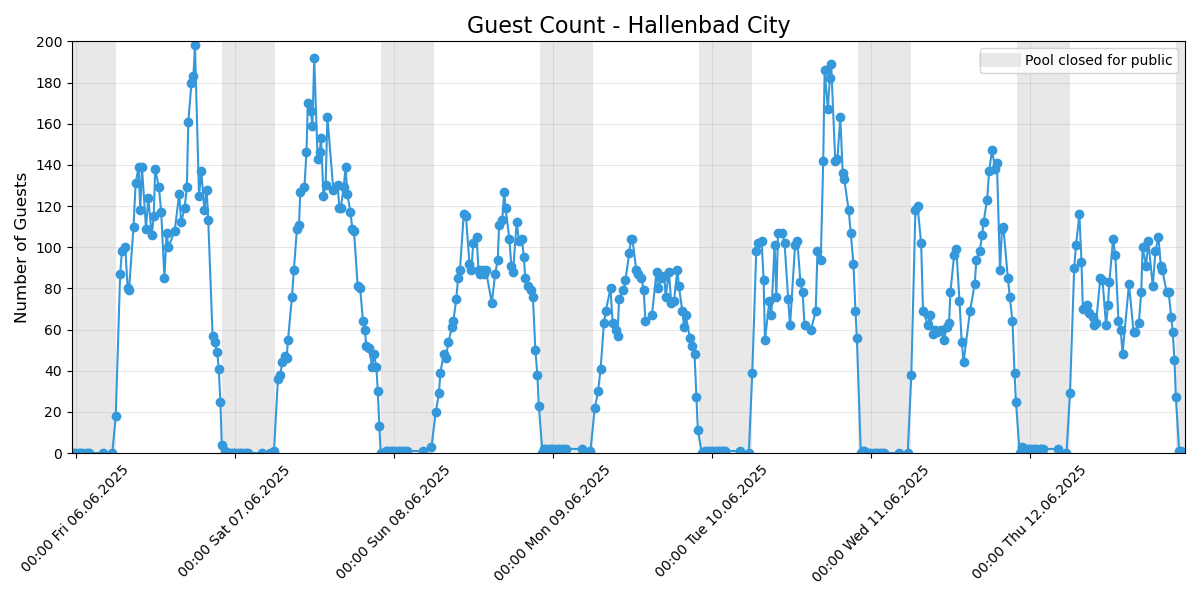 Guest Count - Hallenbad City
Number of Guests
200
180
160
140
120
100
80
60
40
20
0
Pool closed for public
00:00 Fri 06.06.2025
00:00 Sat 07.06.2025
00:00 Sun 08.06.2025
00:00 Mon 09.06.2025
00:00 Tue 10.06.2025
00:00 Wed 11.06.2025
00:00 Thu 12.06.2025